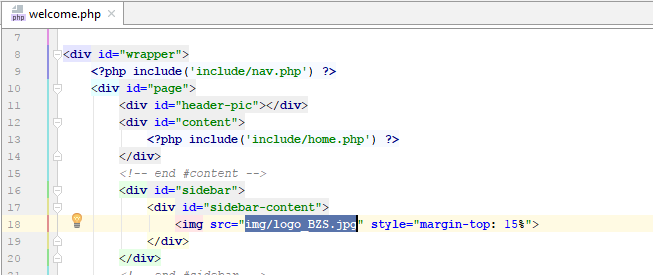 welcome.php ×
7
8 <div id="wrapper">
9 <?php include('include/nav.php') ?>
10 <div id="page">
11 <div id="header-pic"></div>
12 <div id="content">
13 <?php include('include/home.php') ?>
14 </div>
15 <!-- end #content -->
16 <div id="sidebar">
17 <div id="sidebar-content">
18 <img src="img/logo_BZS.jpg" style="margin-top: 15%">
19 </div>
20 </div>
21 <!-- end #sidebar -->